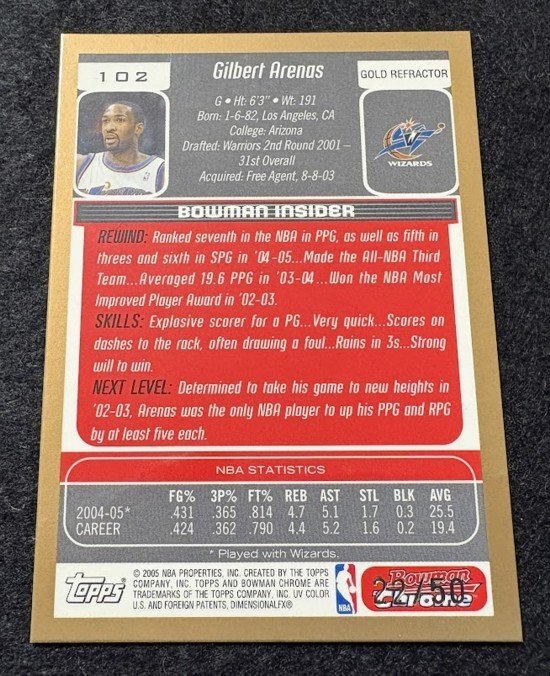 102
Gilbert Arenas
GOLD REFRACTOR
G • Ht: 6'3" • Wt: 191
Born: 1-6-82, Los Angeles, CA
College: Arizona
Drafted: Warriors 2nd Round 2001 –
31st Overall
Acquired: Free Agent, 8-8-03
WIZARDS
BOWMAN INSIDER
REWIND: Ranked seventh in the NBA in PPG, as well as fifth in
threes and sixth in SPG in '04-05...Made the All-NBA Third
Team...Averaged 19.6 PPG in '03-04...Won the NBA Most
Improved Player Award in '02-03.
SKILLS: Explosive scorer for a PG...Very quick...Scores on
dashes to the rack, often drawing a foul...Rains in 3s...Strong
will to win.
NEXT LEVEL: Determined to take his game to new heights in
'02-03, Arenas was the only NBA player to up his PPG and RPG
by at least five each.
NBA STATISTICS
FG% 3P% FT% REB AST STL BLK AVG
2004-05* .431 .365 .814 4.7 5.1 1.7 0.3 25.5
CAREER .424 .362 .790 4.4 5.2 1.6 0.2 19.4
* Played with Wizards.
Topps
© 2005 NBA PROPERTIES, INC. CREATED BY THE TOPPS
COMPANY, INC. TOPPS AND BOWMAN CHROME ARE
TRADEMARKS OF THE TOPPS COMPANY, INC. UV COLOR
U.S. AND FOREIGN PATENTS, DIMENSIONALFX®
NBA
Bowman
Chrome
22/50